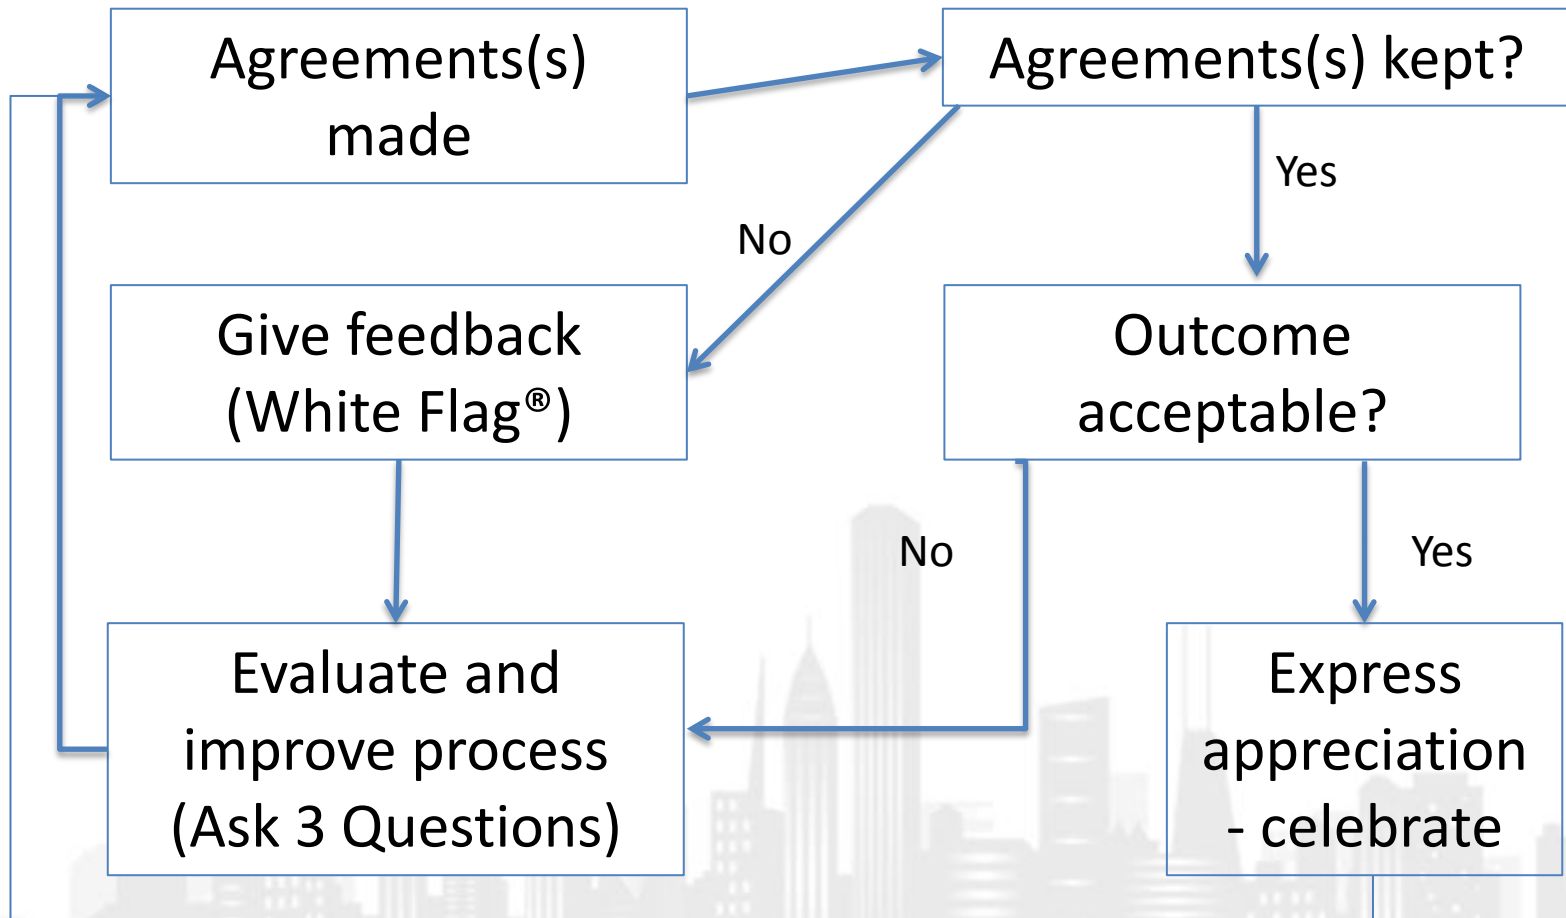 Agreements(s)
made
Agreements(s) kept?
Yes
No
Give feedback
(White Flag®)
Outcome
acceptable?
No
Yes
Evaluate and
improve process
(Ask 3 Questions)
Express
appreciation
- celebrate